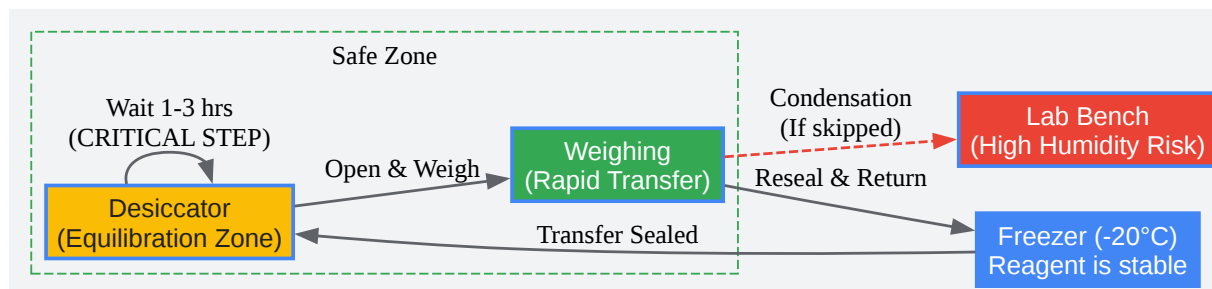 Safe Zone
Wait 1-3 hrs
(CRITICAL STEP)
Desiccator
(Equilibration Zone)
Open & Weigh
Weighing
(Rapid Transfer)
Condensation
(If skipped)
Lab Bench
(High Humidity Risk)
Reseal & Return
Transfer Sealed
Freezer (-20°C)
Reagent is stable